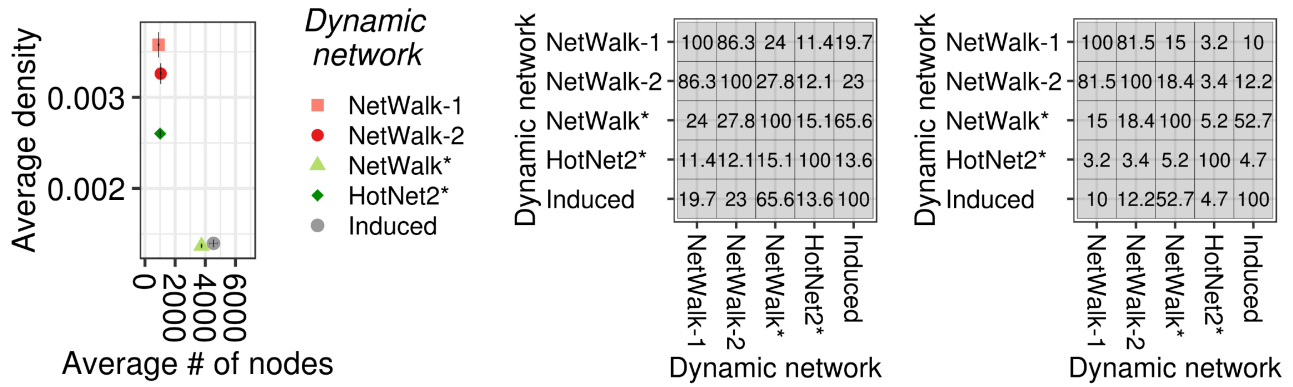 Average density
0.003
0.002
0
2000
4000
6000
Average # of nodes
Dynamic
network
NetWalk-1
NetWalk-2
NetWalk*
HotNet2*
Induced
Dynamic network
NetWalk-1 100 86.3 24 11.4 19.7
NetWalk-2 86.3 100 27.8 12.1 23
NetWalk* 24 27.8 100 15.1 65.6
HotNet2* 11.4 12.1 15.1 100 13.6
Induced 19.7 23 65.6 13.6 100
NetWalk-1
NetWalk-2
NetWalk*
HotNet2*
Induced
Dynamic network
Dynamic network
NetWalk-1 100 81.5 15 3.2 10
NetWalk-2 81.5 100 18.4 3.4 12.2
NetWalk* 15 18.4 100 5.2 52.7
HotNet2* 3.2 3.4 5.2 100 4.7
Induced 10 12.2 52.7 4.7 100
NetWalk-1
NetWalk-2
NetWalk*
HotNet2*
Induced
Dynamic network